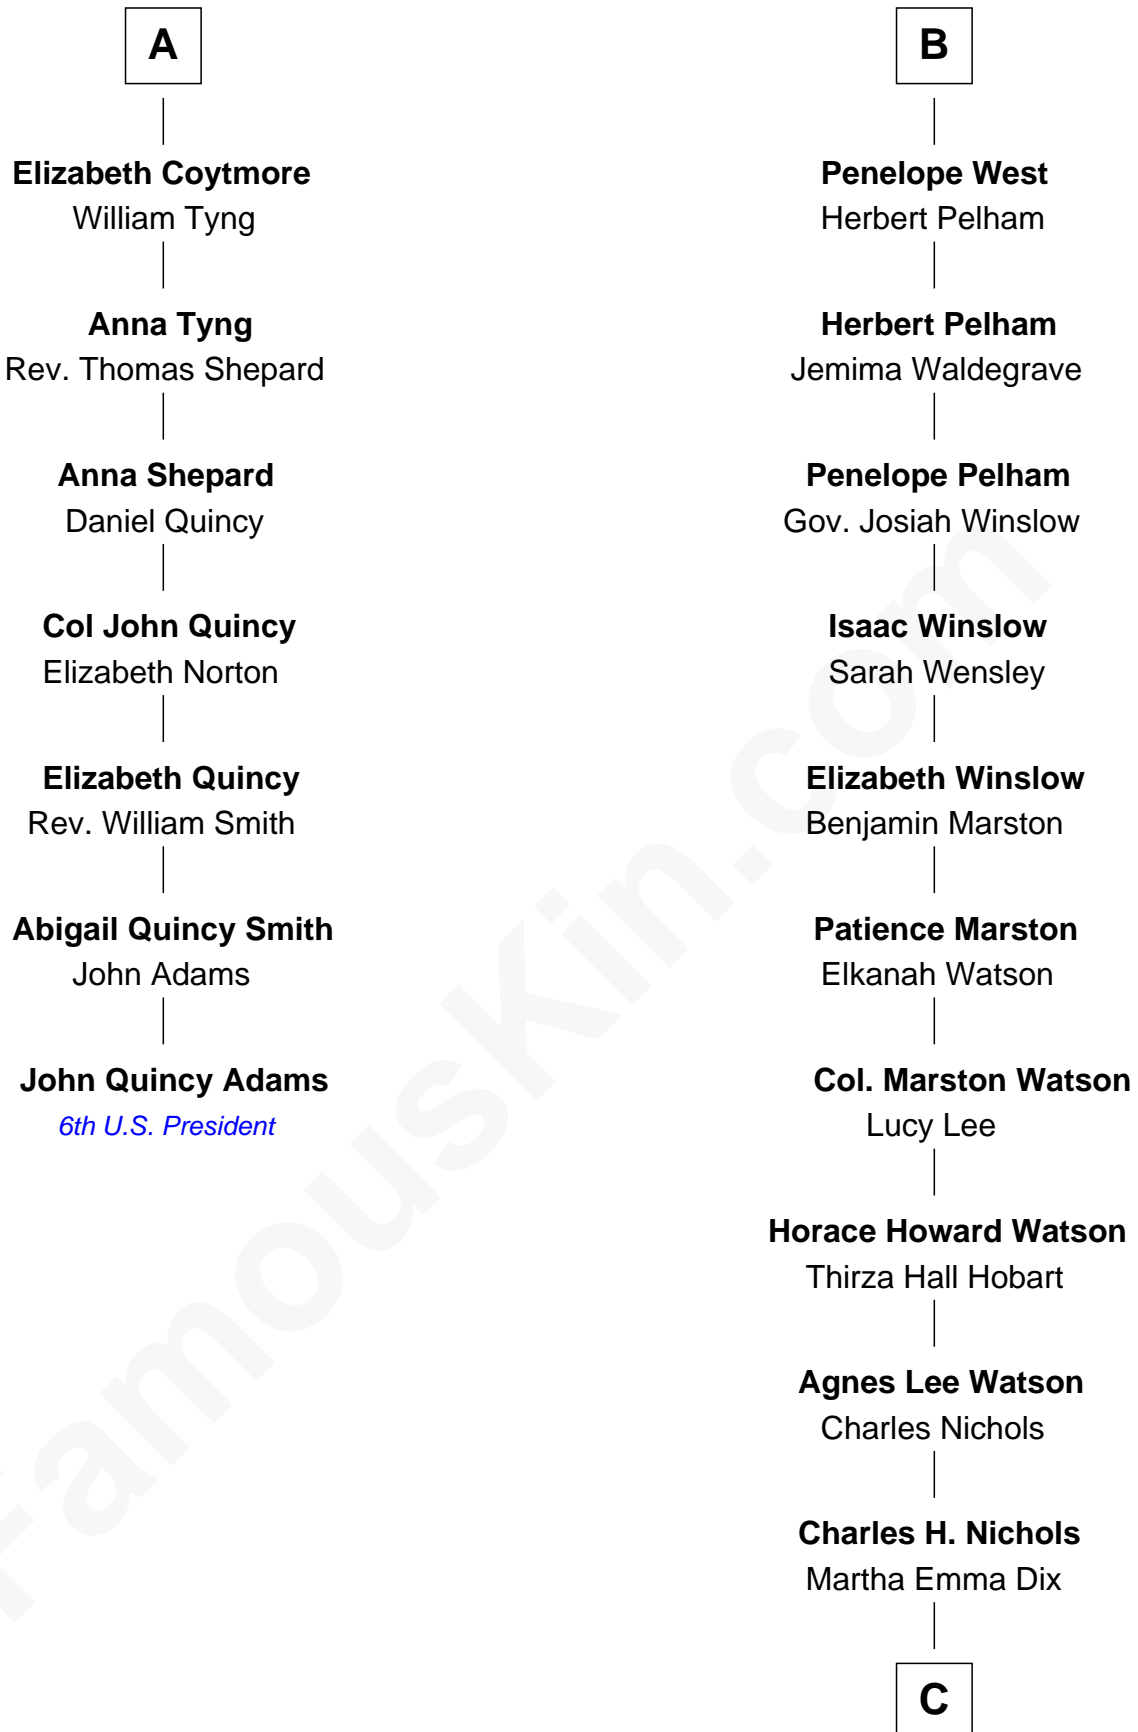 A
Elizabeth Coytmore
William Tyng
Anna Tyng
Rev. Thomas Shepard
Anna Shepard
Daniel Quincy
Col John Quincy
Elizabeth Norton
Elizabeth Quincy
Rev. William Smith
Abigail Quincy Smith
John Adams
John Quincy Adams
6th U.S. President
B
Penelope West
Herbert Pelham
Herbert Pelham
Jemima Waldegrave
Penelope Pelham
Gov. Josiah Winslow
Isaac Winslow
Sarah Wensley
Elizabeth Winslow
Benjamin Marston
Patience Marston
Elkanah Watson
Col. Marston Watson
Lucy Lee
Horace Howard Watson
Thirza Hall Hobart
Agnes Lee Watson
Charles Nichols
Charles H. Nichols
Martha Emma Dix
C
FamousKin.com